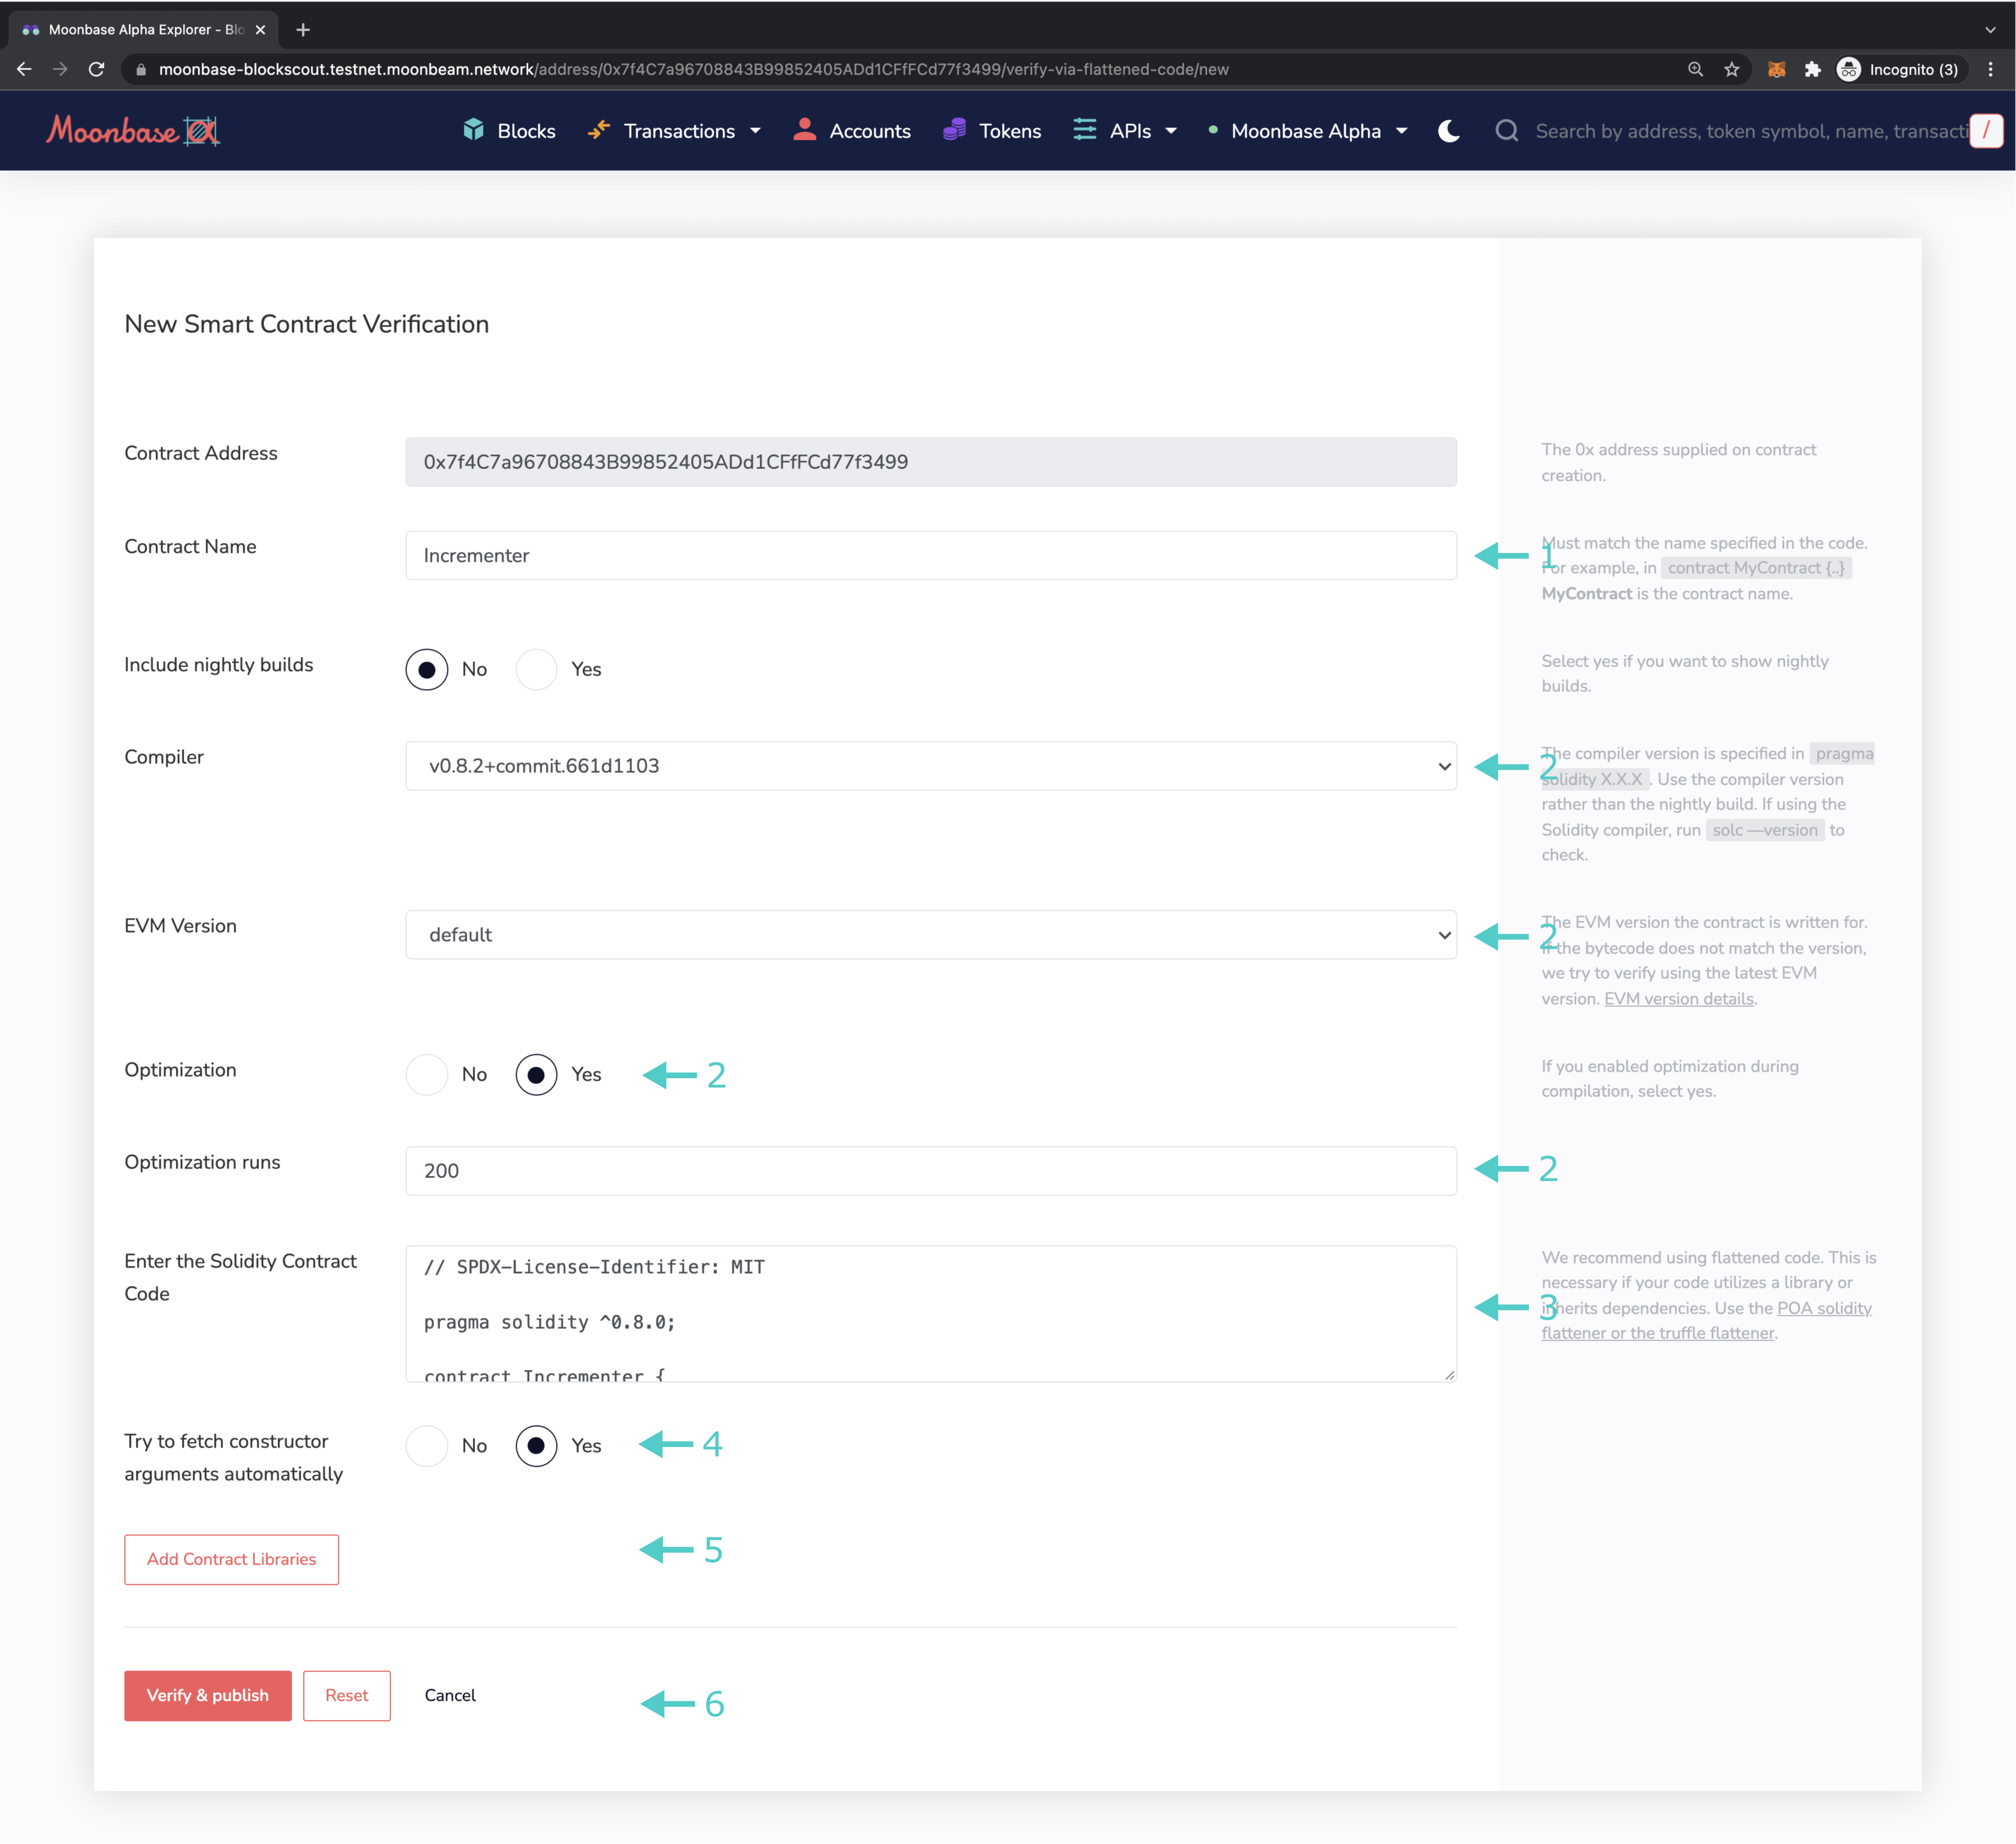 Moonbase Alpha Explorer - Blo
moonbase-blockscout.testnet.moonbeam.network/address/0x7f4C7a96708843B99852405ADd1CFfFCd77f3499/verify-via-flattened-code/new
Incognito (3)
Moonbase α
Blocks
Transactions
Accounts
Tokens
APIs
Moonbase Alpha
Search by address, token symbol, name, transacti
/
New Smart Contract Verification
Contract Address
0x7f4C7a96708843B99852405ADd1CFfFCd77f3499
The 0x address supplied on contract
creation.
Contract Name
Incrementer
1
Must match the name specified in the code.
For example, in contract MyContract {..}
MyContract is the contract name.
Include nightly builds
No
Yes
Select yes if you want to show nightly
builds.
Compiler
v0.8.2+commit.661d1103
2
The compiler version is specified in pragma
solidity X.X.X . Use the compiler version
rather than the nightly build. If using the
Solidity compiler, run solc —version to
check.
EVM Version
default
2
The EVM version the contract is written for.
If the bytecode does not match the version,
we try to verify using the latest EVM
version. EVM version details.
Optimization
No
Yes
2
If you enabled optimization during
compilation, select yes.
Optimization runs
200
2
Enter the Solidity Contract
Code
// SPDX-License-Identifier: MIT
pragma solidity ^0.8.0;
contract Incrementer {
3
We recommend using flattened code. This is
necessary if your code utilizes a library or
inherits dependencies. Use the POA solidity
flattener or the truffle flattener.
Try to fetch constructor
arguments automatically
No
Yes
4
Add Contract Libraries
5
Verify & publish
Reset
Cancel
6